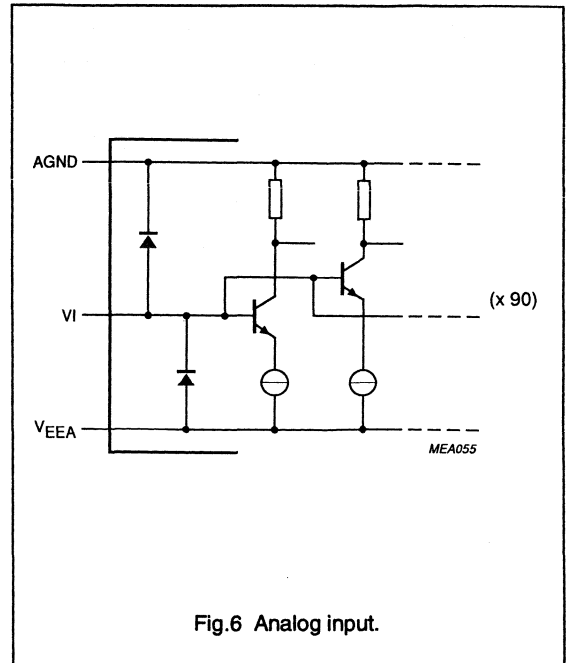 AGND
VI
(x 90)
VEEA
MEA055
Fig.6 Analog input.